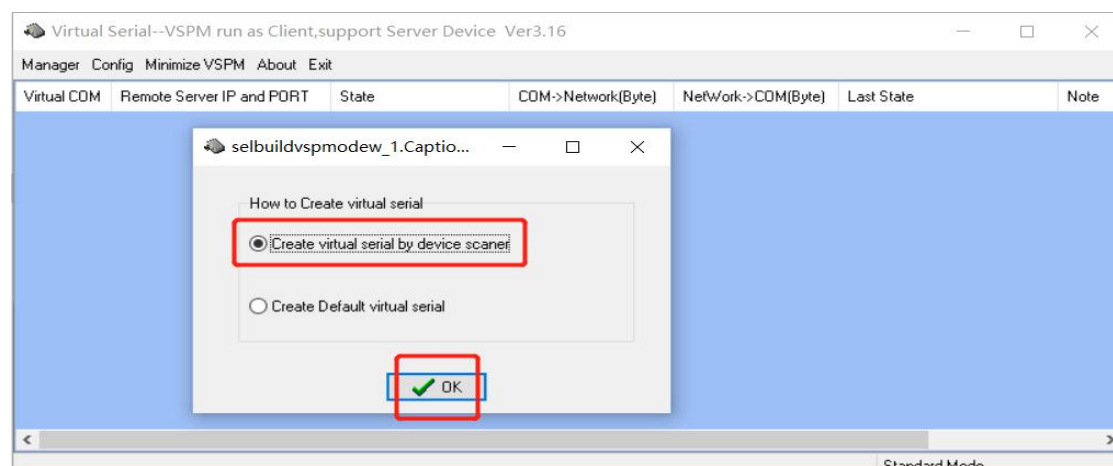 Virtual Serial--VSPM run as Client,support Server Device Ver3.16
Manager Config Minimize VSPM About Exit
Virtual COM Remote Server IP and PORT State COM->Network(Byte) NetWork->COM(Byte) Last State Note
selbuildvspmodew_1.Captio...
How to Create virtual serial
Create virtual serial by device scaner
Create Default virtual serial
OK
Standard Mode